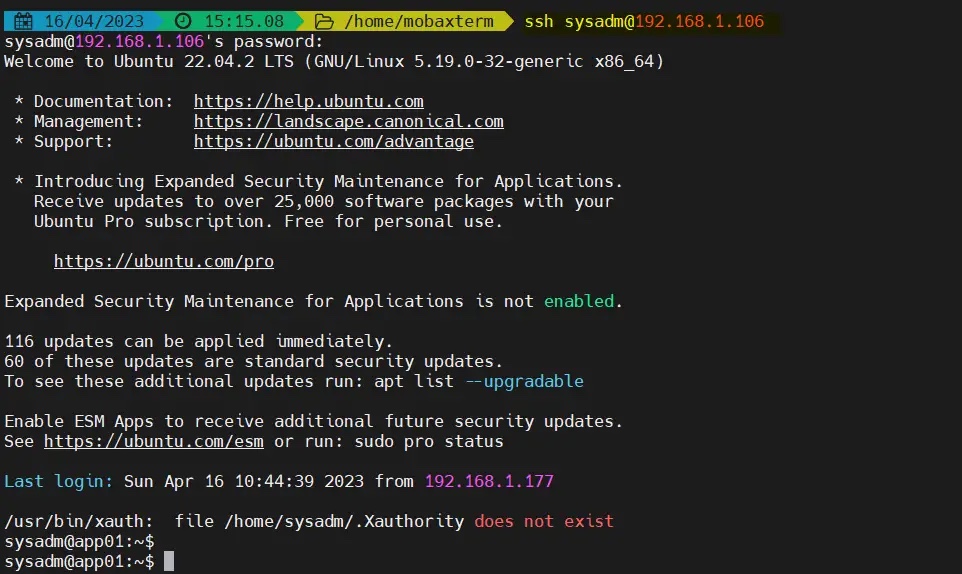 16/04/2023 15:15.08 /home/mobaxterm ssh sysadm@192.168.1.106
sysadm@192.168.1.106's password:
Welcome to Ubuntu 22.04.2 LTS (GNU/Linux 5.19.0-32-generic x86_64)
* Documentation: https://help.ubuntu.com
* Management: https://landscape.canonical.com
* Support: https://ubuntu.com/advantage
* Introducing Expanded Security Maintenance for Applications.
Receive updates to over 25,000 software packages with your
Ubuntu Pro subscription. Free for personal use.
https://ubuntu.com/pro
Expanded Security Maintenance for Applications is not enabled.
116 updates can be applied immediately.
60 of these updates are standard security updates.
To see these additional updates run: apt list --upgradable
Enable ESM Apps to receive additional future security updates.
See https://ubuntu.com/esm or run: sudo pro status
Last login: Sun Apr 16 10:44:39 2023 from 192.168.1.177
/usr/bin/xauth:  file /home/sysadm/.Xauthority does not exist
sysadm@app01:~$
sysadm@app01:~$